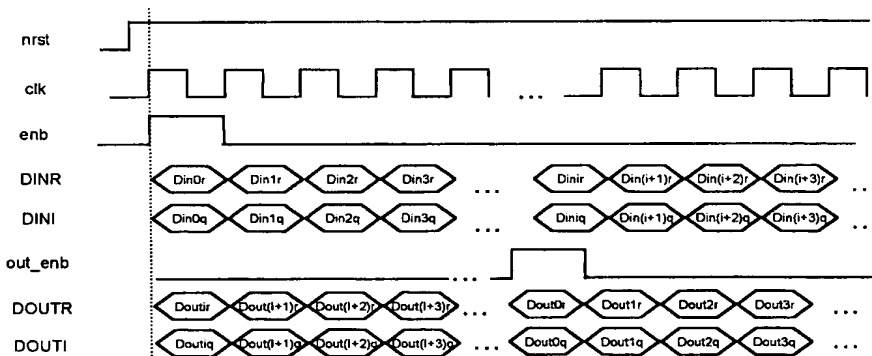 nrst
clk
...
enb
DINR Din0r Din1r Din2r Din3r ... Dinir Din(i+1)r Din(i+2)r Din(i+3)r ..
DINI Din0q Din1q Din2q Din3q ... Diniq Din(i+1)q Din(i+2)q Din(i+3)q ..
out_enb ...
DOUTR Doutir Dout(i+1)r Dout(i+2)r Dout(i+3)r ... Dout0r Dout1r Dout2r Dout3r ...
DOUTI Doutiq Dout(i+1)q Dout(i+2)q Dout(i+3)q ... Dout0q Dout1q Dout2q Dout3q ...